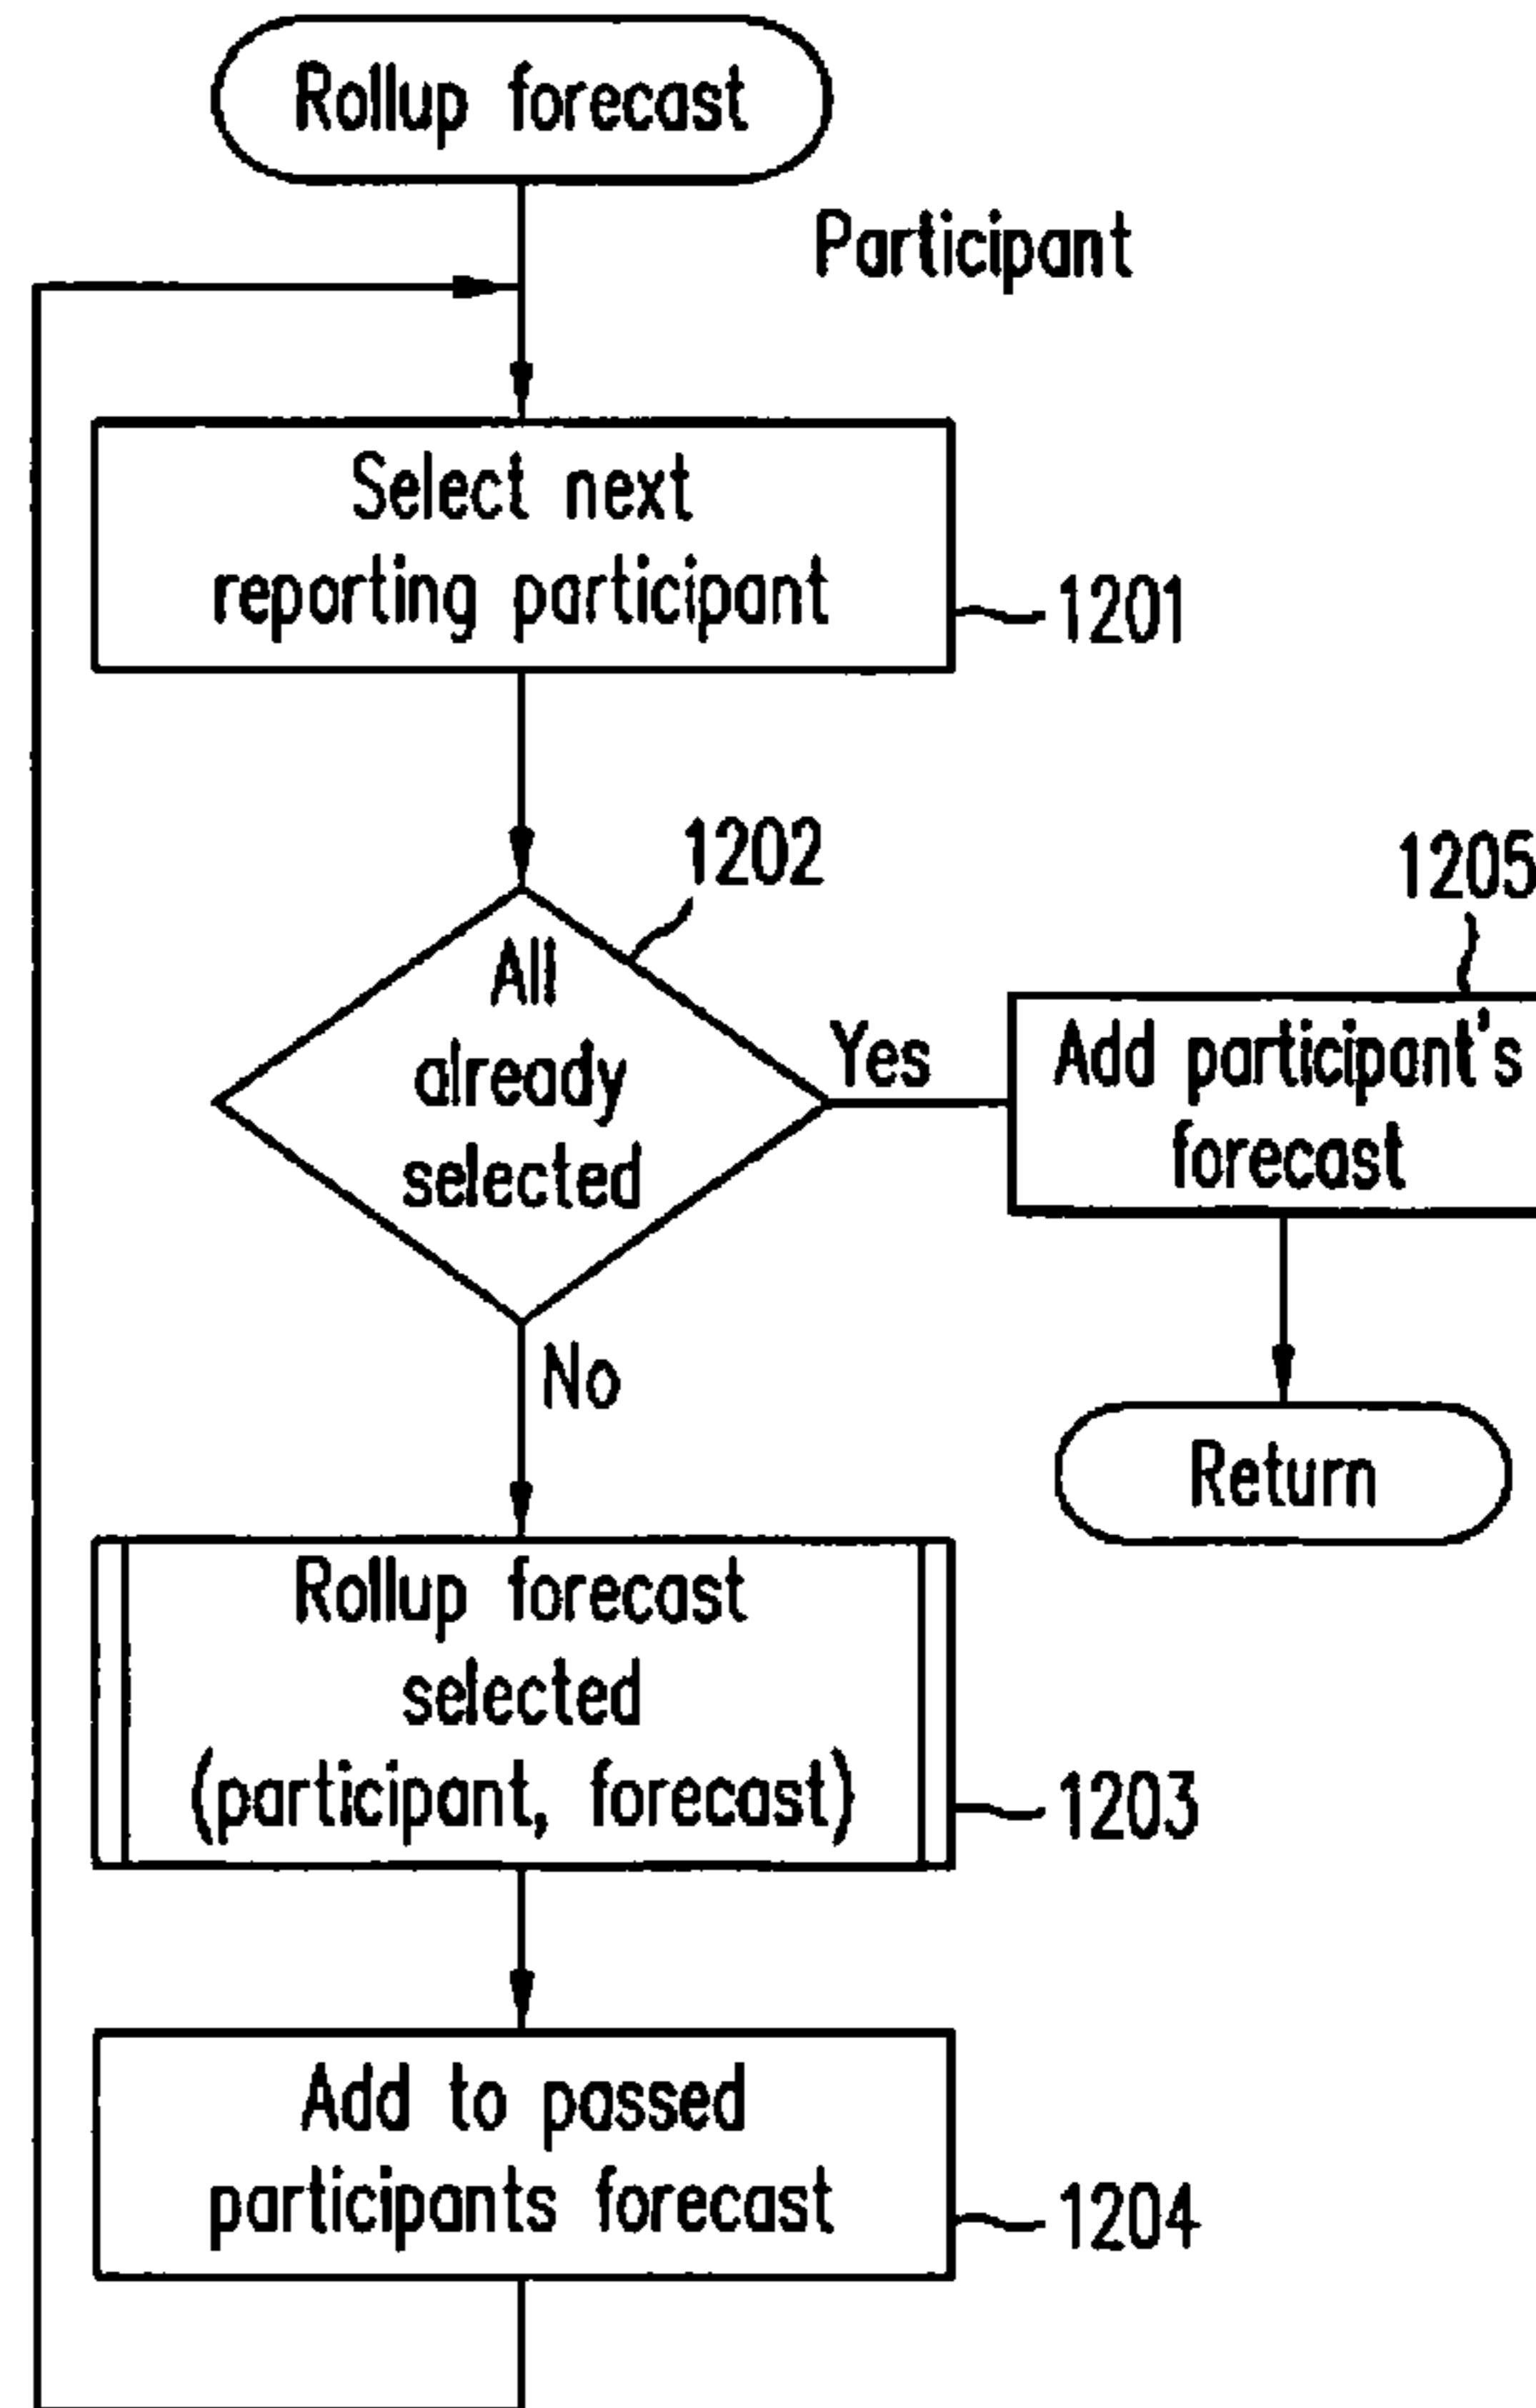 Rollup forecast
Participant
Select next
reporting participant
1201
1202
All
already
selected
Yes
1205
Add participant's
forecast
No
Return
Rollup forecast
selected
(participant, forecast)
1203
Add to passed
participants forecast
1204